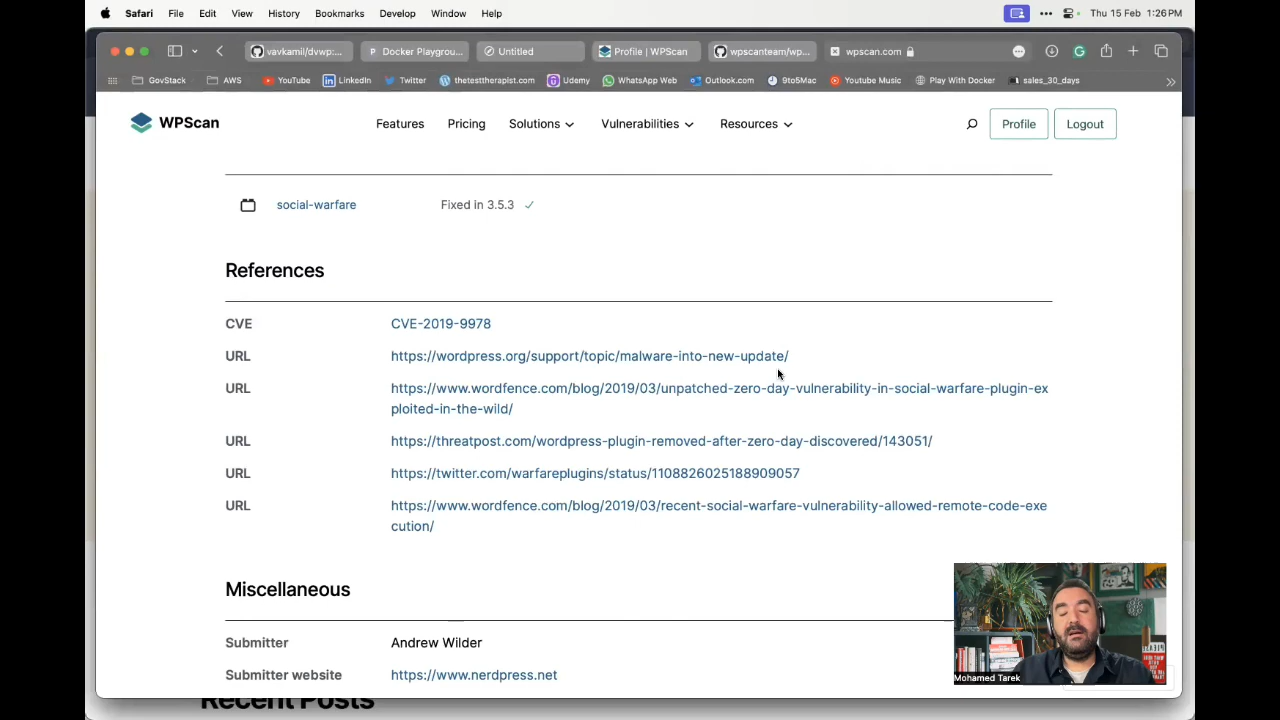 Safari File Edit View History Bookmarks Develop Window Help Thu 15 Feb 1:26 PM
vavkamil/dvwp:... Docker Playgrou... Untitled Profile | WPScan wpscanteam/wp... wpscan.com
GovStack AWS YouTube LinkedIn Twitter thetesttherapist.com Udemy WhatsApp Web Outlook.com 9to5Mac Youtube Music Play With Docker sales_30_days
WPScan Features Pricing Solutions Vulnerabilities Resources Profile Logout
social-warfare Fixed in 3.5.3
References
CVE CVE-2019-9978
URL https://wordpress.org/support/topic/malware-into-new-update/
URL https://www.wordfence.com/blog/2019/03/unpatched-zero-day-vulnerability-in-social-warfare-plugin-ex
ploited-in-the-wild/
URL https://threatpost.com/wordpress-plugin-removed-after-zero-day-discovered/143051/
URL https://twitter.com/warfareplugins/status/1108826025188909057
URL https://www.wordfence.com/blog/2019/03/recent-social-warfare-vulnerability-allowed-remote-code-exe
cution/
Miscellaneous
Submitter Andrew Wilder
Submitter website https://www.nerdpress.net
Mohamed Tarek
Recent Posts